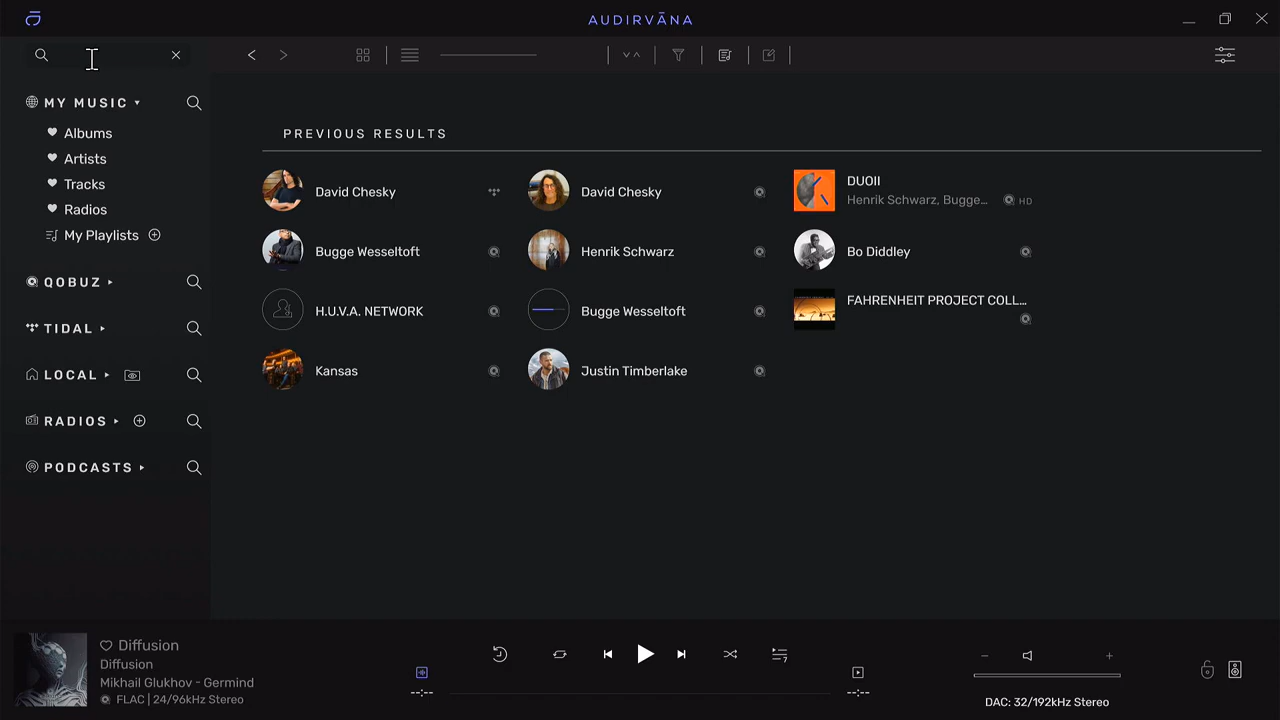 AUDIRVĀNA
MY MUSIC
Albums
Artists
Tracks
Radios
My Playlists
QOBUZ
TIDAL
LOCAL
RADIOS
PODCASTS
PREVIOUS RESULTS
David Chesky
David Chesky
DUOII
Henrik Schwarz, Bugge...
HD
Bugge Wesseltoft
Henrik Schwarz
Bo Diddley
H.U.V.A. NETWORK
Bugge Wesseltoft
FAHRENHEIT PROJECT COLL...
Kansas
Justin Timberlake
Diffusion
Diffusion
Mikhail Glukhov - Germind
FLAC | 24/96kHz Stereo
--:--
7
--:--
DAC: 32/192kHz Stereo